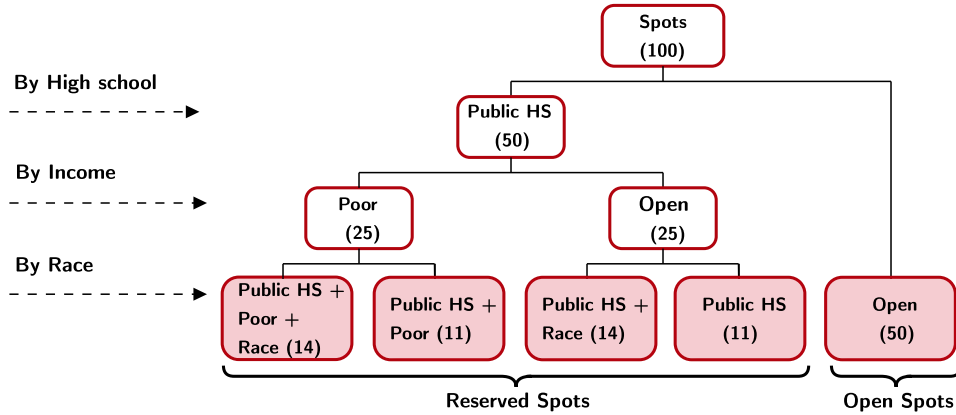 Spots
(100)
By High school
Public HS
(50)
By Income
Poor
(25)
Open
(25)
By Race
Public HS +
Poor +
Race (14)
Public HS +
Poor (11)
Public HS +
Race (14)
Public HS
(11)
Open
(50)
Reserved Spots
Open Spots